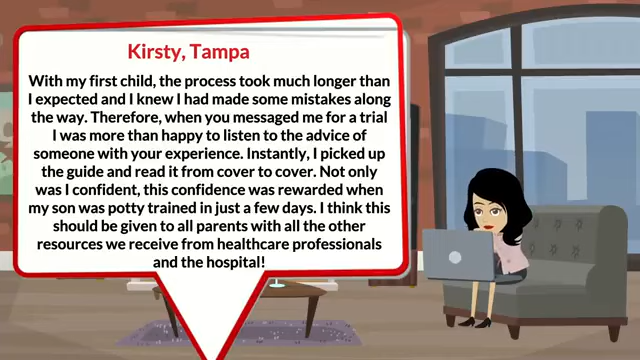 Kirsty, Tampa
With my first child, the process took much longer than
I expected and I knew I had made some mistakes along
the way. Therefore, when you messaged me for a trial
I was more than happy to listen to the advice of
someone with your experience. Instantly, I picked up
the guide and read it from cover to cover. Not only
was I confident, this confidence was rewarded when
my son was potty trained in just a few days. I think this
should be given to all parents with all the other
resources we receive from healthcare professionals
and the hospital!